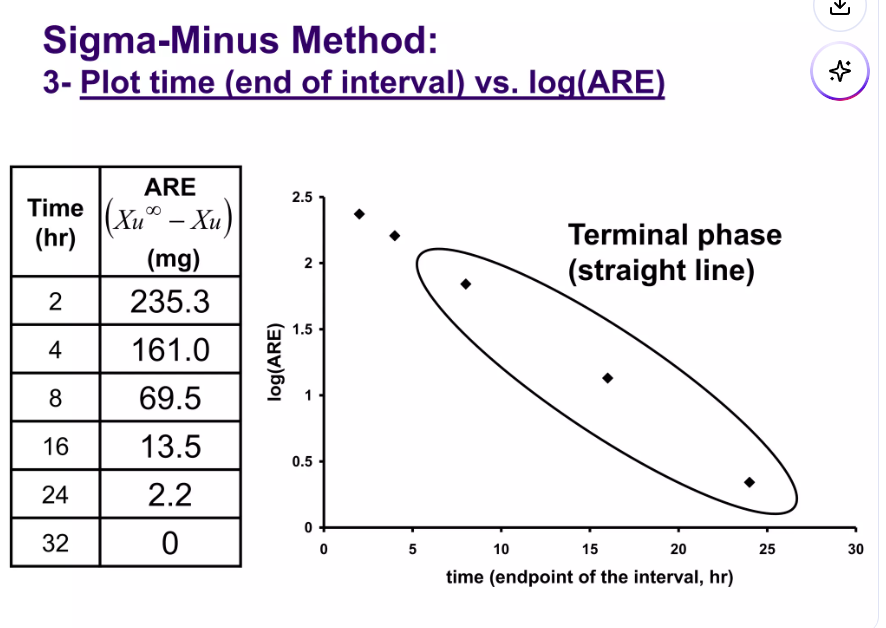 Sigma-Minus Method:
3- Plot time (end of interval) vs. log(ARE)
Time
(hr)
ARE
(Xu∞ − Xu)
(mg)
2 235.3
4 161.0
8 69.5
16 13.5
24 2.2
32 0
Terminal phase
(straight line)
log(ARE)
2.5
2
1.5
1
0.5
0
0 5 10 15 20 25 30
time (endpoint of the interval, hr)